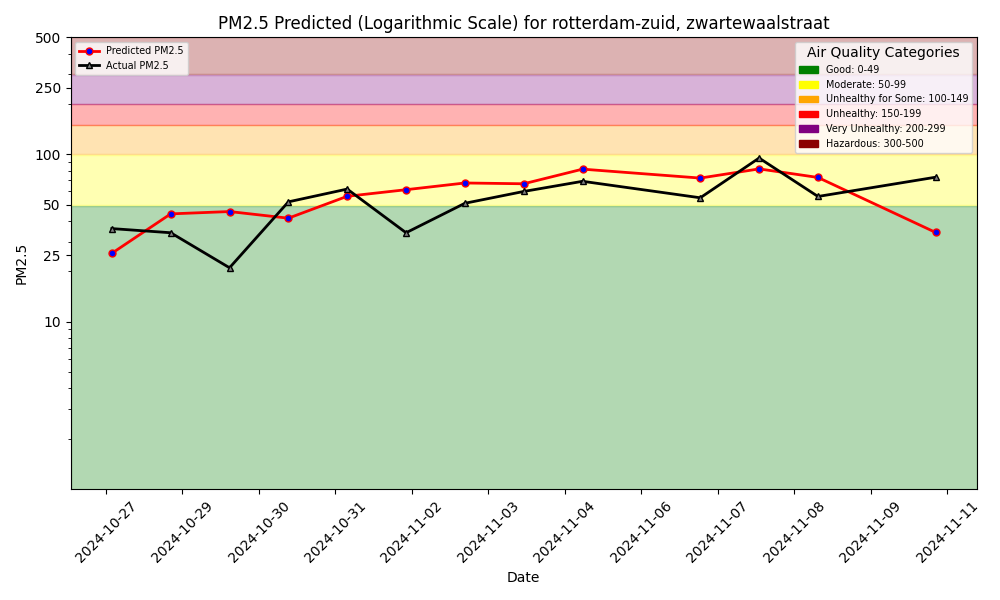 PM2.5 Predicted (Logarithmic Scale) for rotterdam-zuid, zwartewaalstraat
Predicted PM2.5
Actual PM2.5
Air Quality Categories
Good: 0-49
Moderate: 50-99
Unhealthy for Some: 100-149
Unhealthy: 150-199
Very Unhealthy: 200-299
Hazardous: 300-500
500
250
100
50
25
10
PM2.5
2024-10-27
2024-10-29
2024-10-30
2024-10-31
2024-11-02
2024-11-03
2024-11-04
2024-11-06
2024-11-07
2024-11-08
2024-11-09
2024-11-11
Date